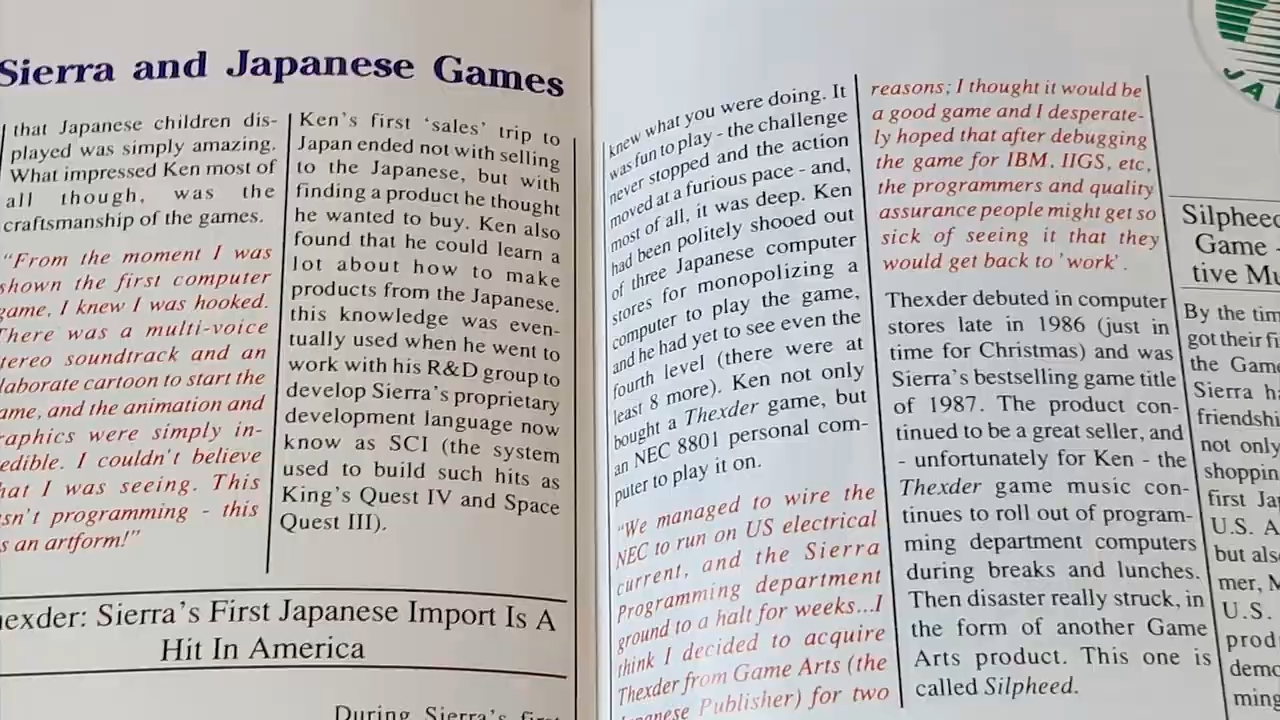 Sierra and Japanese Games
that Japanese children dis-
played was simply amazing.
What impressed Ken most of
all though, was the
craftsmanship of the games.
“From the moment I was
shown the first computer
game, I knew I was hooked.
There was a multi-voice
stereo soundtrack and an
elaborate cartoon to start the
game, and the animation and
graphics were simply in-
credible. I couldn't believe
what I was seeing. This
wasn't programming - this
is an artform!”
Ken's first ‘sales’ trip to
Japan ended not with selling
to the Japanese, but with
finding a product he thought
he wanted to buy. Ken also
found that he could learn a
lot about how to make
products from the Japanese.
this knowledge was even-
tually used when he went to
work with his R&D group to
develop Sierra's proprietary
development language now
know as SCI (the system
used to build such hits as
King's Quest IV and Space
Quest III).
Thexder: Sierra's First Japanese Import Is A
Hit In America
During Sierra's first
knew what you were doing. It
was fun to play - the challenge
never stopped and the action
moved at a furious pace - and,
most of all, it was deep. Ken
had been politely shooed out
of three Japanese computer
stores for monopolizing a
computer to play the game,
and he had yet to see even the
fourth level (there were at
least 8 more). Ken not only
bought a Thexder game, but
an NEC 8801 personal com-
puter to play it on.
“We managed to wire the
NEC to run on US electrical
current, and the Sierra
Programming department
ground to a halt for weeks...I
think I decided to acquire
Thexder from Game Arts (the
Japanese Publisher) for two
reasons; I thought it would be
a good game and I desperate-
ly hoped that after debugging
the game for IBM. IIGS, etc,
the programmers and quality
assurance people might get so
sick of seeing it that they
would get back to 'work'.
Thexder debuted in computer
stores late in 1986 (just in
time for Christmas) and was
Sierra's bestselling game title
of 1987. The product con-
tinued to be a great seller, and
- unfortunately for Ken - the
Thexder game music con-
tinues to roll out of program-
ming department computers
during breaks and lunches.
Then disaster really struck, in
the form of another Game
Arts product. This one is
called Silpheed.
Silpheed
Game -
tive Mu
By the tim
got their fi
the Game
Sierra ha
friendshi
not only
shoppin
first Ja
U.S. A
but also
mer, M
U.S.
prod
demo
ming
JA